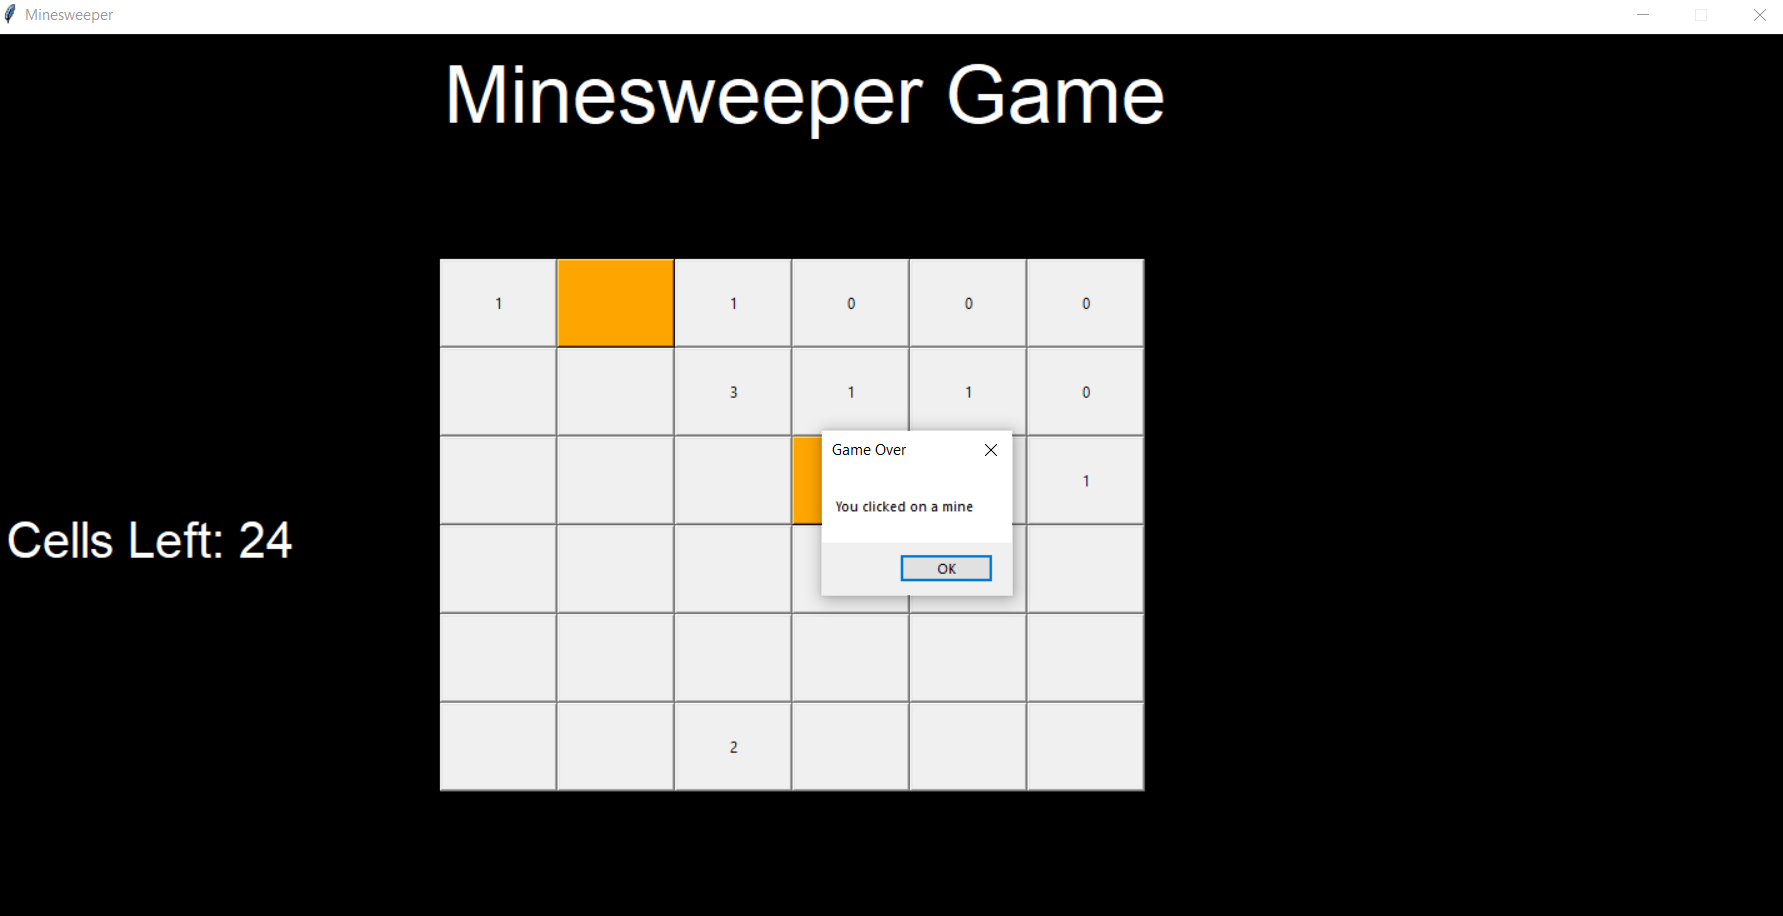 Minesweeper
Minesweeper Game
1 1 0 0 0
3 1 1 0
Game Over
1
You clicked on a mine
Cells Left: 24
OK
2